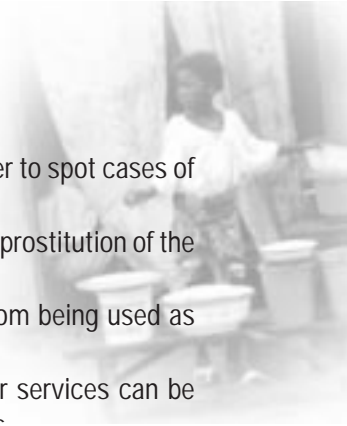 er to spot cases of
prostitution of the
om being used as
r services can be